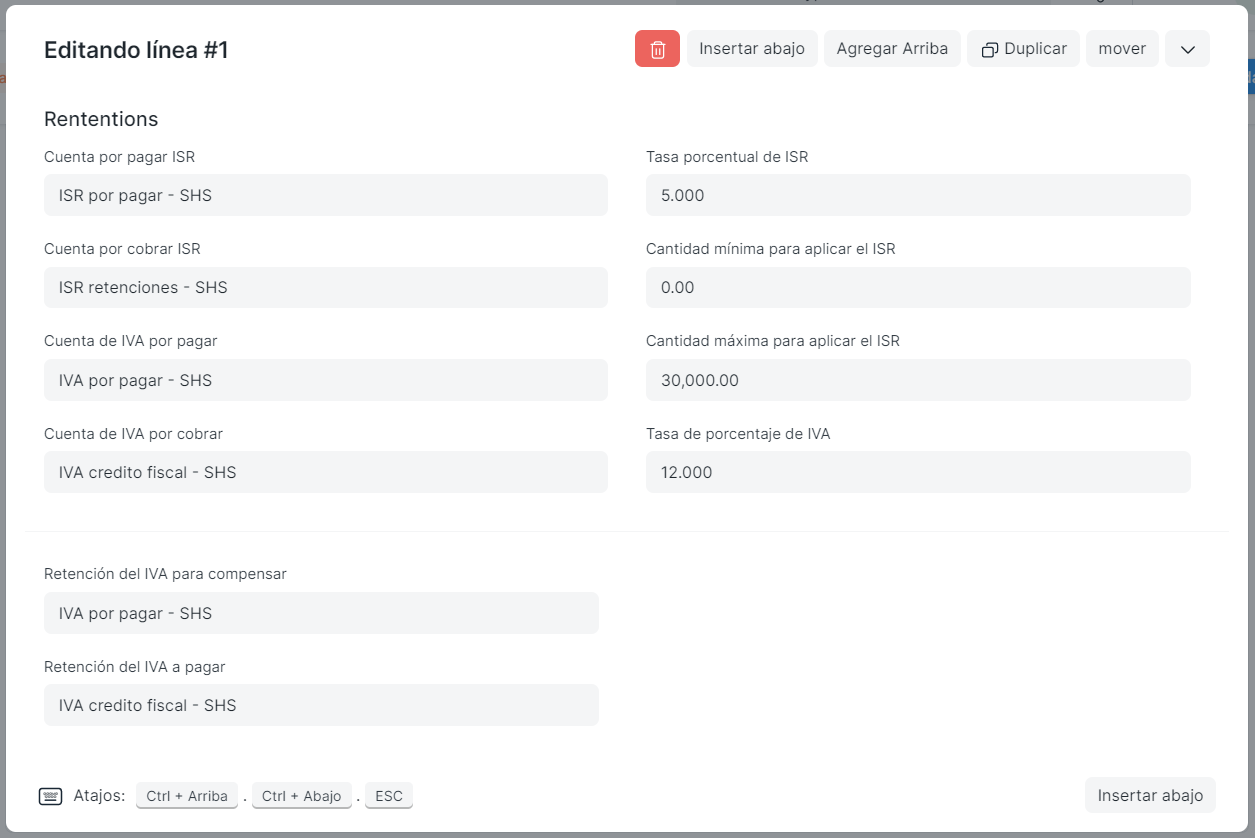 Editando línea #1
Insertar abajo
Agregar Arriba
Duplicar
mover
Rententions
Cuenta por pagar ISR
ISR por pagar - SHS
Tasa porcentual de ISR
5.000
Cuenta por cobrar ISR
ISR retenciones - SHS
Cantidad mínima para aplicar el ISR
0.00
Cuenta de IVA por pagar
IVA por pagar - SHS
Cantidad máxima para aplicar el ISR
30,000.00
Cuenta de IVA por cobrar
IVA credito fiscal - SHS
Tasa de porcentaje de IVA
12.000
Retención del IVA para compensar
IVA por pagar - SHS
Retención del IVA a pagar
IVA credito fiscal - SHS
Atajos: Ctrl + Arriba . Ctrl + Abajo . ESC
Insertar abajo